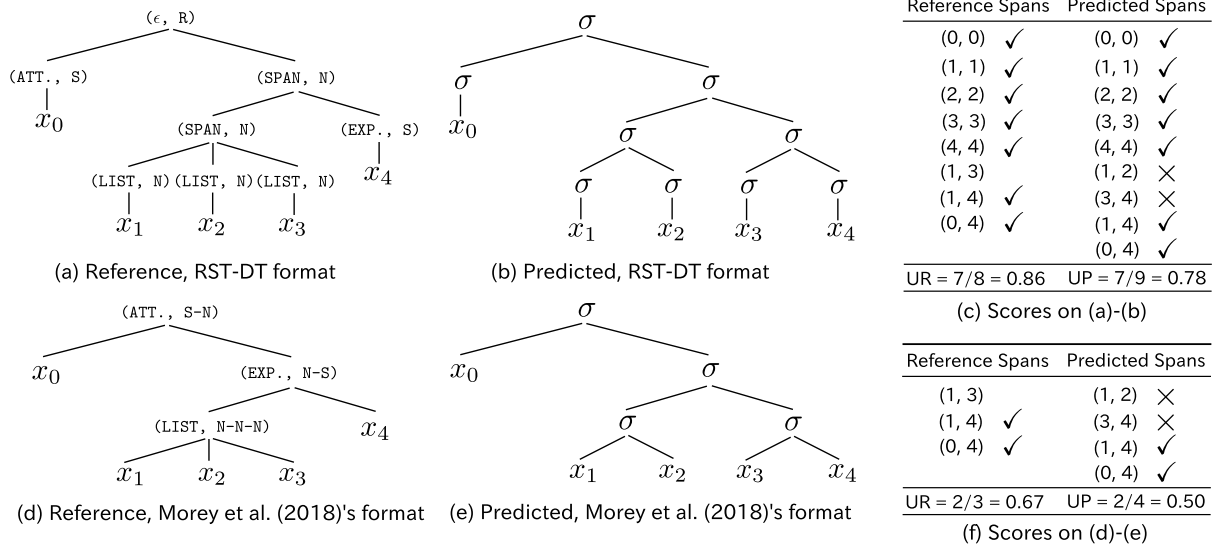 (ϵ, R)
(ATT., S) (SPAN, N)
x0
(SPAN, N) (EXP., S)
x4
(LIST, N) (LIST, N) (LIST, N)
x1 x2 x3
(a) Reference, RST-DT format
σ
σ σ
x0
σ σ
σ σ σ σ
x1 x2 x3 x4
(b) Predicted, RST-DT format
Reference Spans Predicted Spans
(0, 0) ✓ (0, 0) ✓
(1, 1) ✓ (1, 1) ✓
(2, 2) ✓ (2, 2) ✓
(3, 3) ✓ (3, 3) ✓
(4, 4) ✓ (4, 4) ✓
(1, 3) (1, 2) ×
(1, 4) ✓ (3, 4) ×
(0, 4) ✓ (1, 4) ✓
(0, 4) ✓
UR = 7/8 = 0.86 UP = 7/9 = 0.78
(c) Scores on (a)-(b)
(ATT., S-N)
x0 (EXP., N-S)
(LIST, N-N-N) x4
x1 x2 x3
(d) Reference, Morey et al. (2018)'s format
σ
x0 σ
σ σ
x1 x2 x3 x4
(e) Predicted, Morey et al. (2018)'s format
Reference Spans Predicted Spans
(1, 3) (1, 2) ×
(1, 4) ✓ (3, 4) ×
(0, 4) ✓ (1, 4) ✓
(0, 4) ✓
UR = 2/3 = 0.67 UP = 2/4 = 0.50
(f) Scores on (d)-(e)